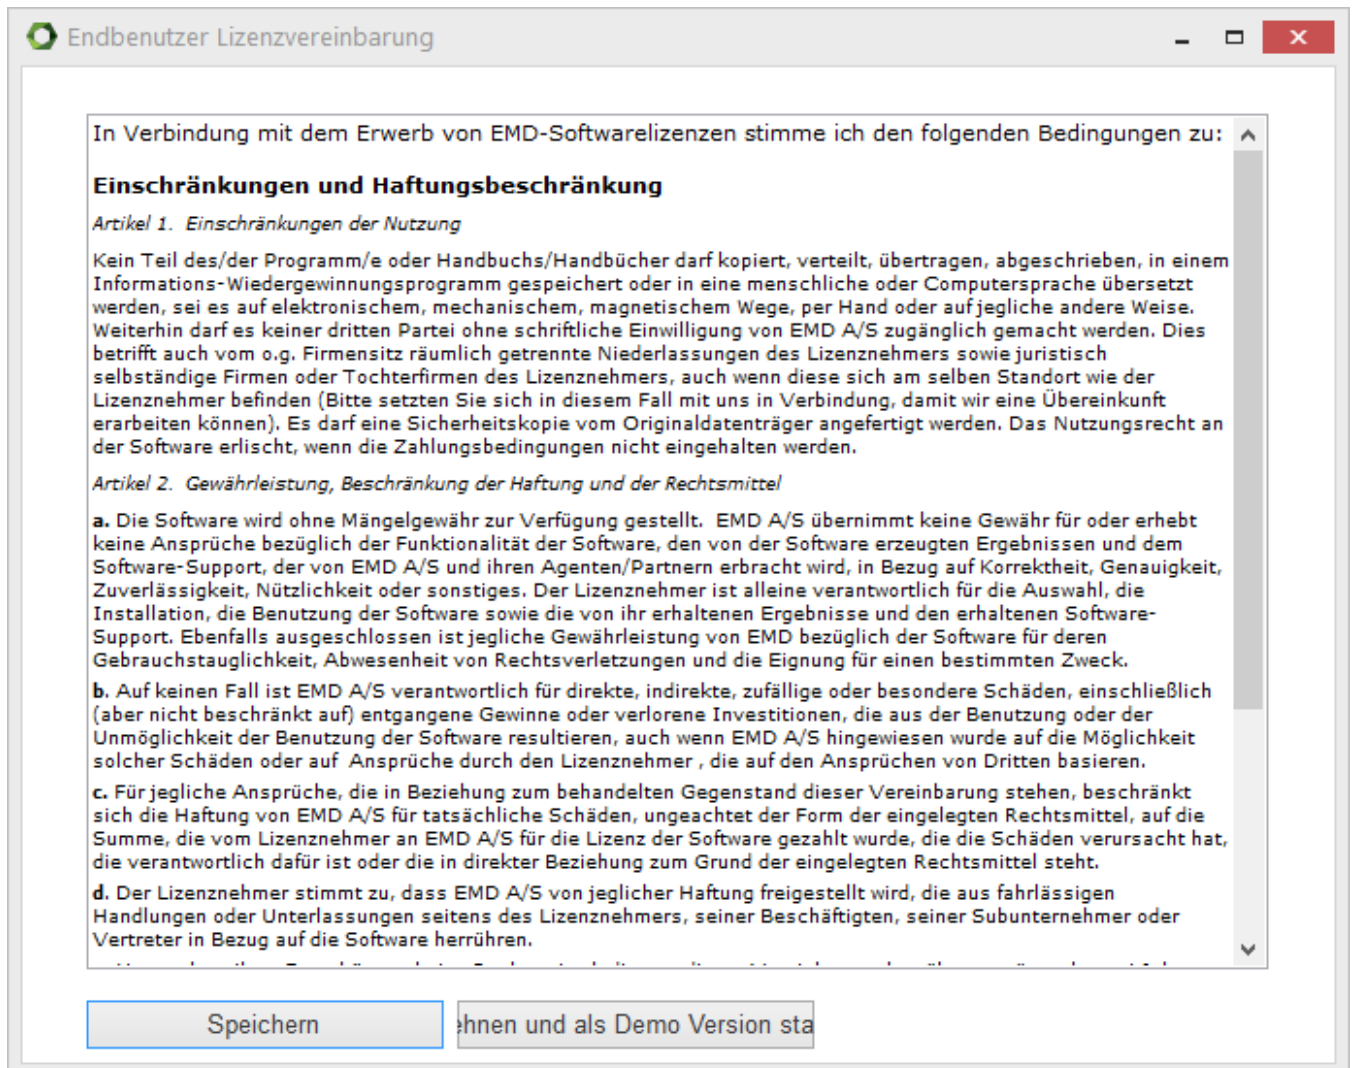 Endbenutzer Lizenzvereinbarung
In Verbindung mit dem Erwerb von EMD-Softwarelizenzen stimme ich den folgenden Bedingungen zu:
Einschränkungen und Haftungsbeschränkung
Artikel 1. Einschränkungen der Nutzung
Kein Teil des/der Programm/e oder Handbuchs/Handbücher darf kopiert, verteilt, übertragen, abgeschrieben, in einem
Informations-Wiedergewinnungsprogramm gespeichert oder in eine menschliche oder Computersprache übersetzt
werden, sei es auf elektronischem, mechanischem, magnetischem Wege, per Hand oder auf jegliche andere Weise.
Weiterhin darf es keiner dritten Partei ohne schriftliche Einwilligung von EMD A/S zugänglich gemacht werden. Dies
betrifft auch vom o.g. Firmensitz räumlich getrennte Niederlassungen des Lizenznehmers sowie juristisch
selbständige Firmen oder Tochterfirmen des Lizenznehmers, auch wenn diese sich am selben Standort wie der
Lizenznehmer befinden (Bitte setzten Sie sich in diesem Fall mit uns in Verbindung, damit wir eine Übereinkunft
erarbeiten können). Es darf eine Sicherheitskopie vom Originaldatenträger angefertigt werden. Das Nutzungsrecht an
der Software erlischt, wenn die Zahlungsbedingungen nicht eingehalten werden.
Artikel 2. Gewährleistung, Beschränkung der Haftung und der Rechtsmittel
a. Die Software wird ohne Mängelgewähr zur Verfügung gestellt. EMD A/S übernimmt keine Gewähr für oder erhebt
keine Ansprüche bezüglich der Funktionalität der Software, den von der Software erzeugten Ergebnissen und dem
Software-Support, der von EMD A/S und ihren Agenten/Partnern erbracht wird, in Bezug auf Korrektheit, Genauigkeit,
Zuverlässigkeit, Nützlichkeit oder sonstiges. Der Lizenznehmer ist alleine verantwortlich für die Auswahl, die
Installation, die Benutzung der Software sowie die von ihr erhaltenen Ergebnisse und den erhaltenen Software-
Support. Ebenfalls ausgeschlossen ist jegliche Gewährleistung von EMD bezüglich der Software für deren
Gebrauchstauglichkeit, Abwesenheit von Rechtsverletzungen und die Eignung für einen bestimmten Zweck.
b. Auf keinen Fall ist EMD A/S verantwortlich für direkte, indirekte, zufällige oder besondere Schäden, einschließlich
(aber nicht beschränkt auf) entgangene Gewinne oder verlorene Investitionen, die aus der Benutzung oder der
Unmöglichkeit der Benutzung der Software resultieren, auch wenn EMD A/S hingewiesen wurde auf die Möglichkeit
solcher Schäden oder auf Ansprüche durch den Lizenznehmer , die auf den Ansprüchen von Dritten basieren.
c. Für jegliche Ansprüche, die in Beziehung zum behandelten Gegenstand dieser Vereinbarung stehen, beschränkt
sich die Haftung von EMD A/S für tatsächliche Schäden, ungeachtet der Form der eingelegten Rechtsmittel, auf die
Summe, die vom Lizenznehmer an EMD A/S für die Lizenz der Software gezahlt wurde, die die Schäden verursacht hat,
die verantwortlich dafür ist oder die in direkter Beziehung zum Grund der eingelegten Rechtsmittel steht.
d. Der Lizenznehmer stimmt zu, dass EMD A/S von jeglicher Haftung freigestellt wird, die aus fahrlässigen
Handlungen oder Unterlassungen seitens des Lizenznehmers, seiner Beschäftigten, seiner Subunternehmer oder
Vertreter in Bezug auf die Software herrühren.
Speichern
ehnen und als Demo Version sta